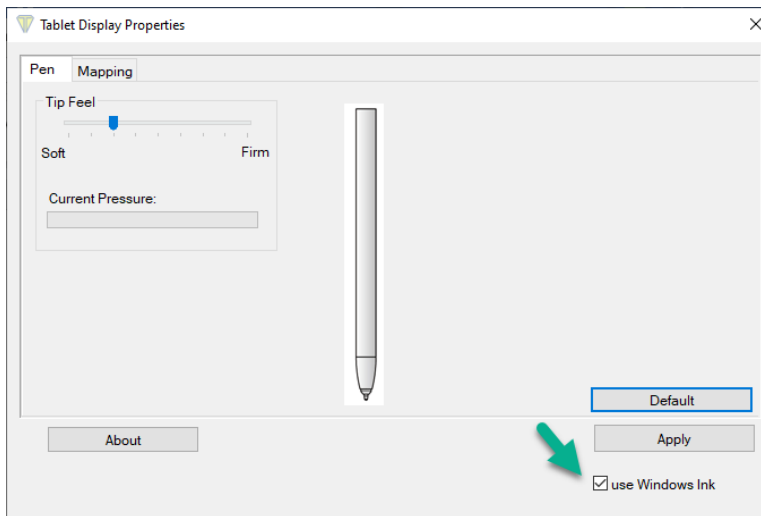 Tablet Display Properties
Pen
Mapping
Tip Feel
Soft
Firm
Current Pressure:
Default
About
Apply
use Windows Ink